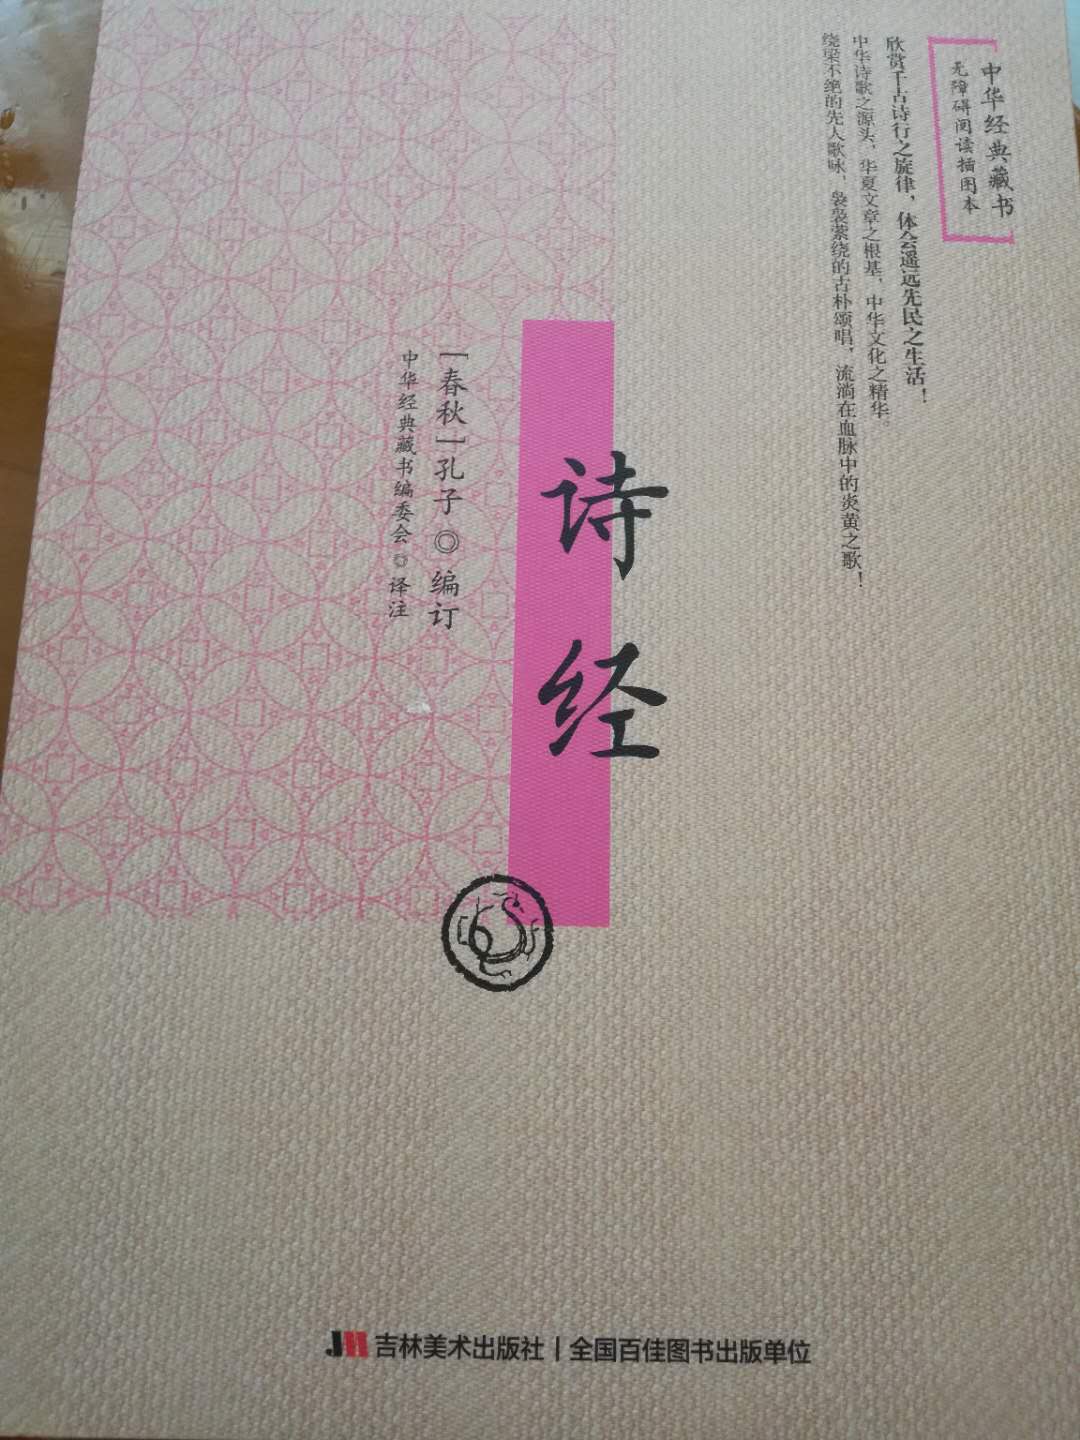 中华经典藏书
无障碍阅读插图本
欣赏千古诗行之旋律，体会遥远先民之生活！
中华诗歌之源头，华夏文章之根基，中华文化之精华。
绕梁不绝的先人歌咏，袅袅萦绕的古朴颂唱，流淌在血脉中的炎黄之歌！
诗经
[春秋]孔子◎编订
中华经典藏书编委会◎译注
吉林美术出版社|全国百佳图书出版单位